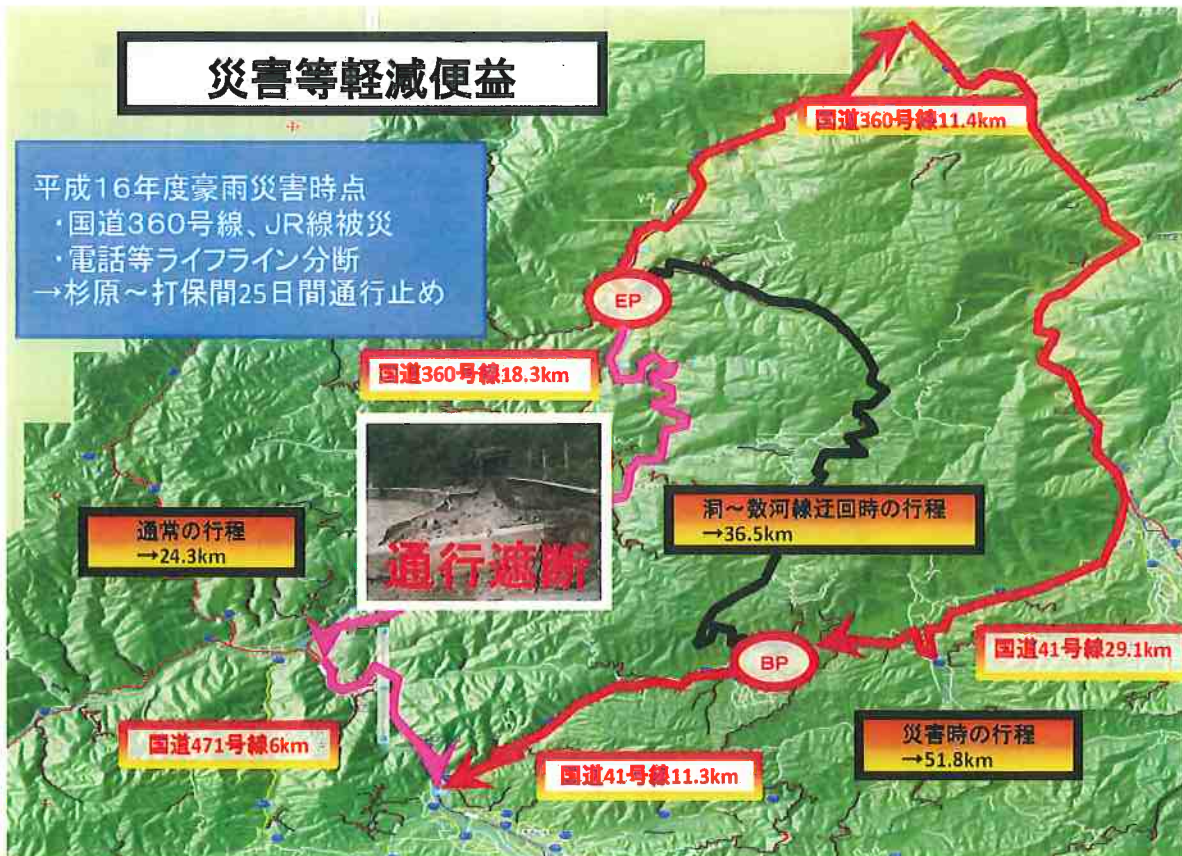 災害等軽減便益
国道360号線11.4km
平成16年度豪雨災害時点
・国道360号線、JR線被災
・電話等ライフライン分断
→杉原～打保間25日間通行止め
EP
国道360号線18.3km
通行遮断
通常の行程
→24.3km
洞～数河線迂回時の行程
→36.5km
BP
国道41号線29.1km
国道471号線6km
国道41号線11.3km
災害時の行程
→51.8km